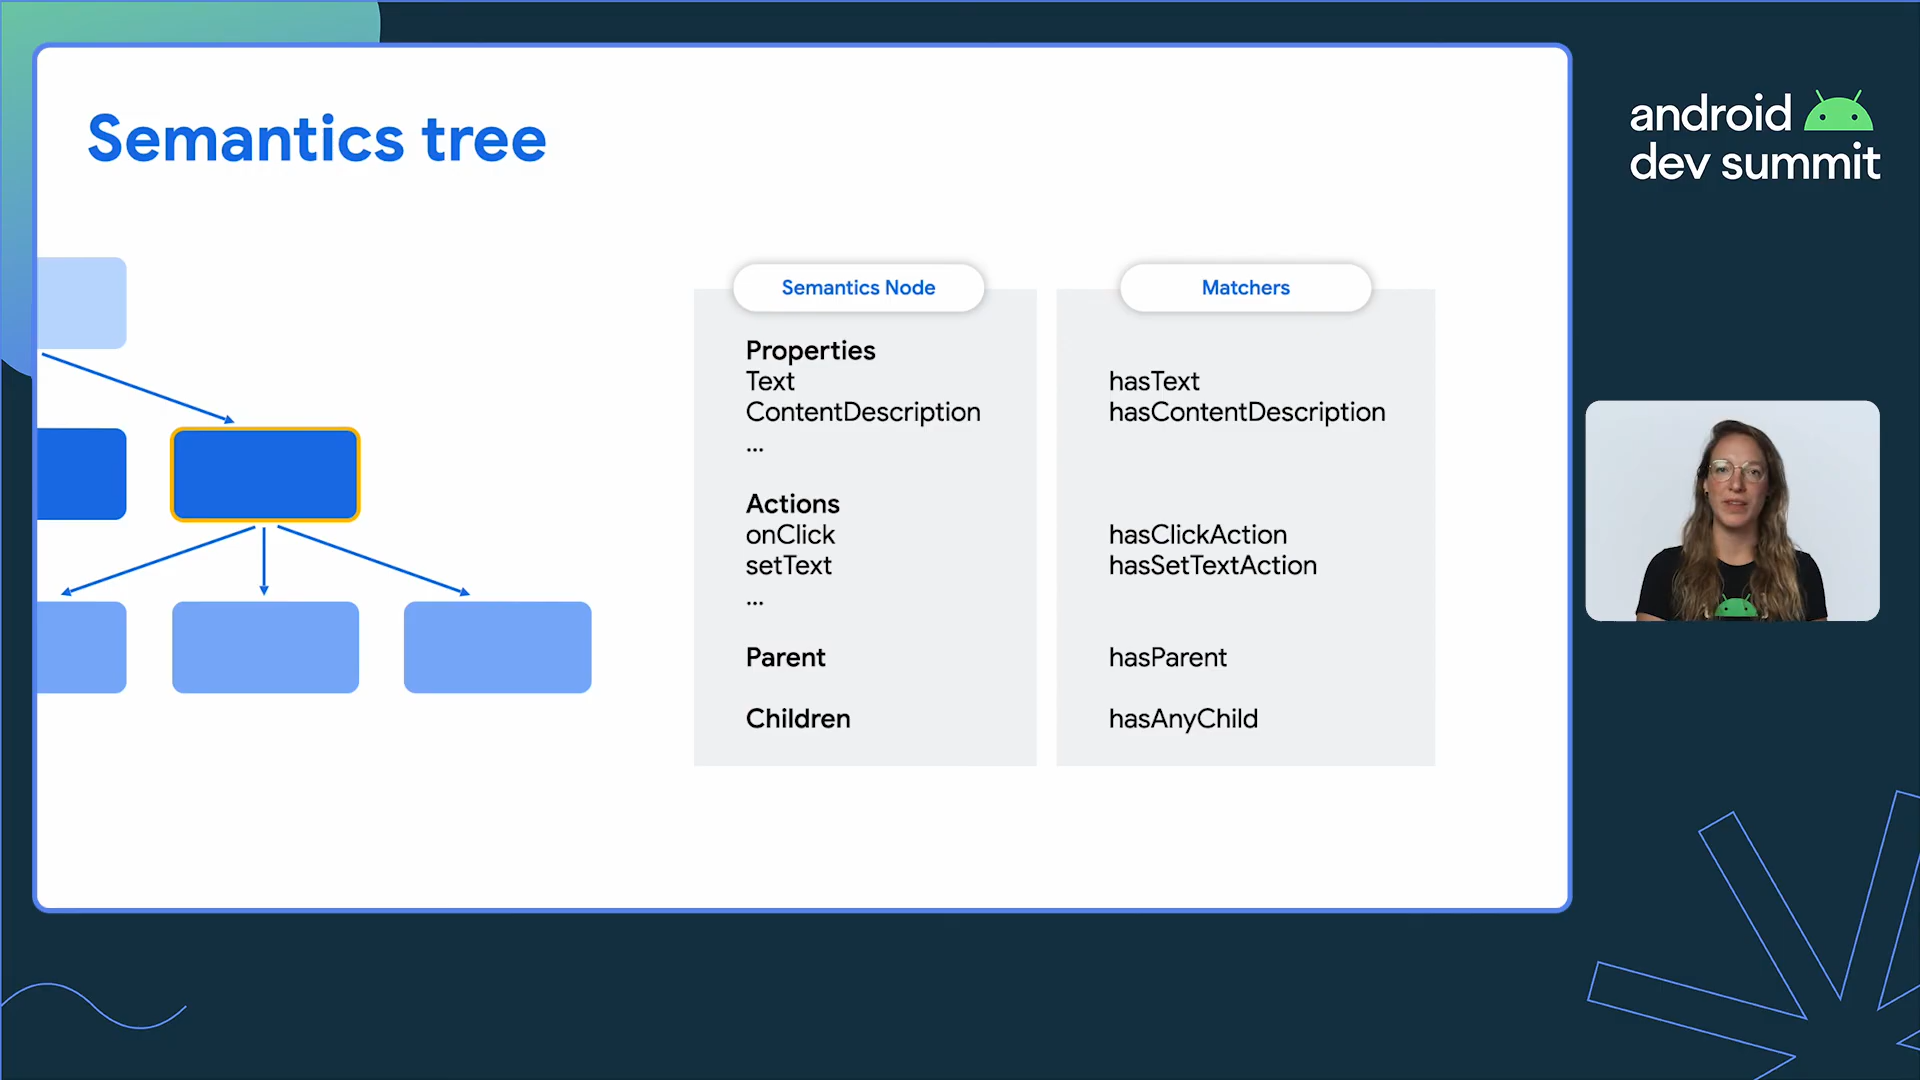 Semantics tree
android
dev summit
Semantics Node
Properties
Text
ContentDescription
...
Actions
onClick
setText
...
Parent
Children
Matchers
hasText
hasContentDescription
hasClickAction
hasSetTextAction
hasParent
hasAnyChild